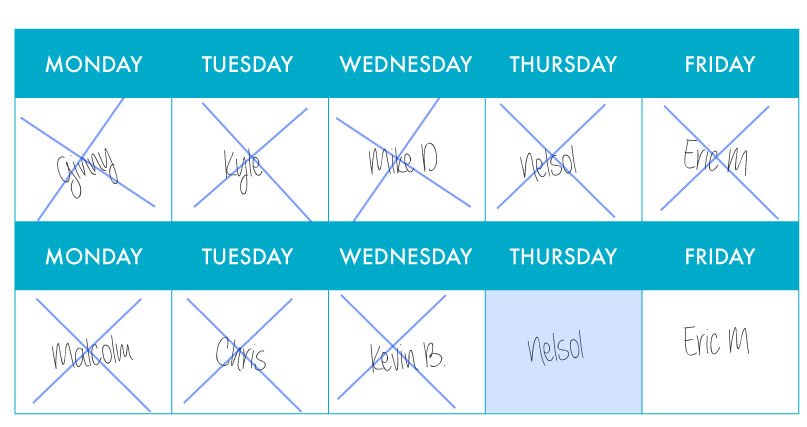 MONDAY TUESDAY WEDNESDAY THURSDAY FRIDAY
Ginny Kyle Mike D Nelsol Eric M
MONDAY TUESDAY WEDNESDAY THURSDAY FRIDAY
Malcolm Chris Kevin B. Nelsol Eric M